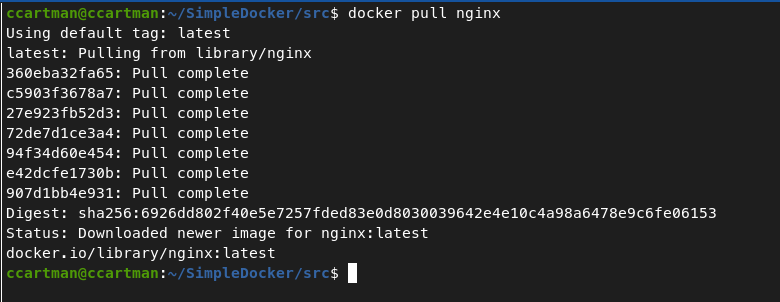 ccartman@ccartman:~/SimpleDocker/src$ docker pull nginx
Using default tag: latest
latest: Pulling from library/nginx
360eba32fa65: Pull complete
c5903f3678a7: Pull complete
27e923fb52d3: Pull complete
72de7d1ce3a4: Pull complete
94f34d60e454: Pull complete
e42dcfe1730b: Pull complete
907d1bb4e931: Pull complete
Digest: sha256:6926dd802f40e5e7257fded83e0d8030039642e4e10c4a98a6478e9c6fe06153
Status: Downloaded newer image for nginx:latest
docker.io/library/nginx:latest
ccartman@ccartman:~/SimpleDocker/src$